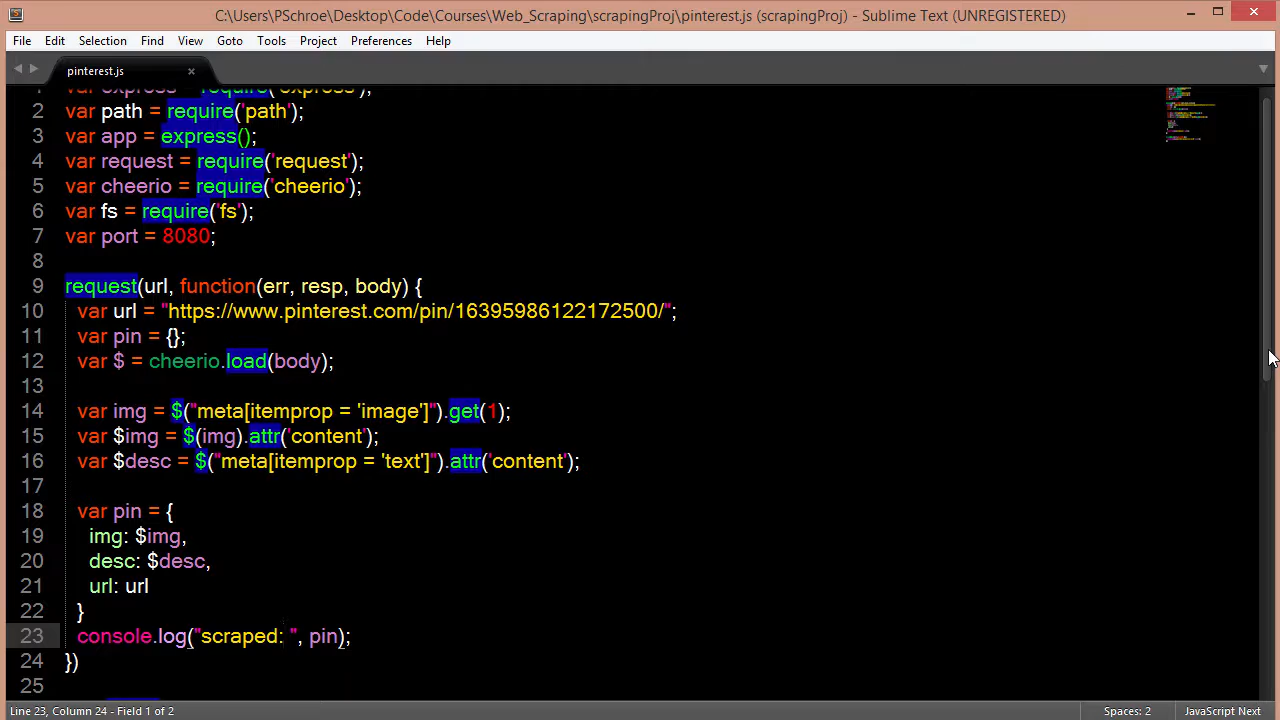 C:\Users\PSchroe\Desktop\Code\Courses\Web_Scraping\scrapingProj\pinterest.js (scrapingProj) - Sublime Text (UNREGISTERED)
File Edit Selection Find View Goto Tools Project Preferences Help
pinterest.js
1 var express = require('express');
2 var path = require('path');
3 var app = express();
4 var request = require('request');
5 var cheerio = require('cheerio');
6 var fs = require('fs');
7 var port = 8080;
8
9 request(url, function(err, resp, body) {
10 var url = "https://www.pinterest.com/pin/16395986122172500/";
11 var pin = {};
12 var $ = cheerio.load(body);
13
14 var img = $("meta[itemprop = 'image']").get(1);
15 var $img = $(img).attr('content');
16 var $desc = $("meta[itemprop = 'text']").attr('content');
17
18 var pin = {
19 img: $img,
20 desc: $desc,
21 url: url
22 }
23 console.log("scraped: ", pin);
24 })
25
Line 23, Column 24 - Field 1 of 2 Spaces: 2 JavaScript Next